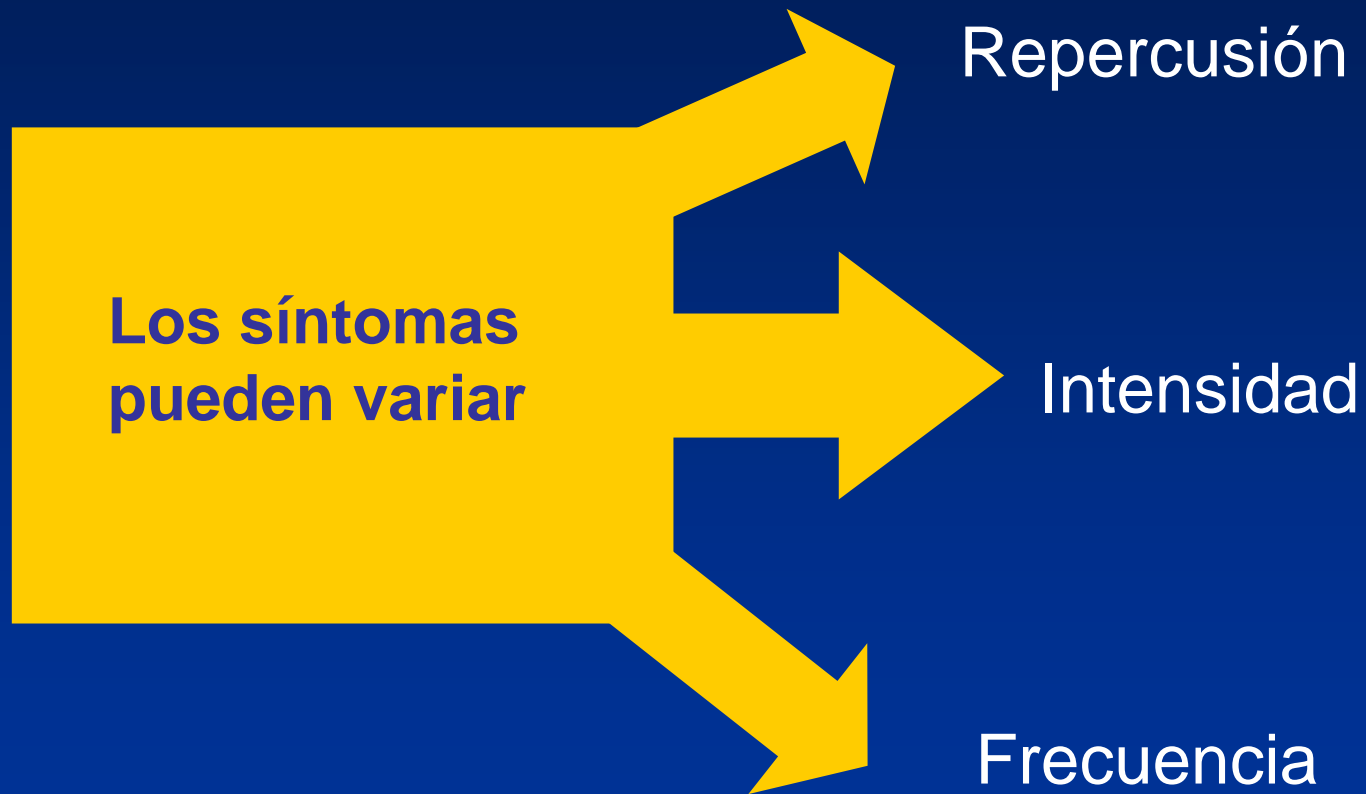 Repercusión
Los síntomas
pueden variar
Intensidad
Frecuencia